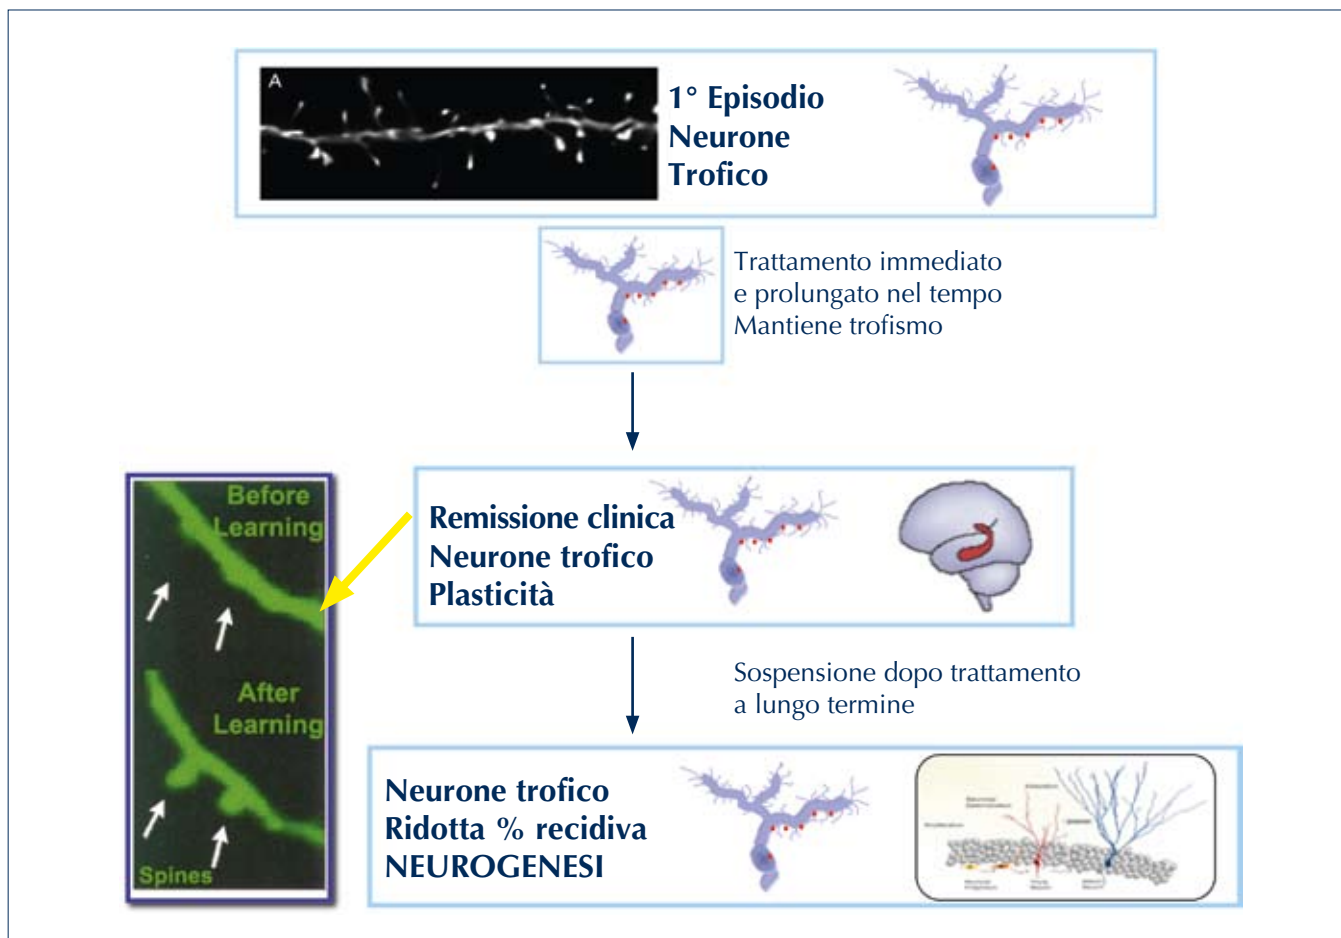 A
1° Episodio
Neurone
Trofico
Trattamento immediato
e prolungato nel tempo
Mantiene trofismo
Before
Learning
After
Learning
Spines
Remissione clinica
Neurone trofico
Plasticità
Sospensione dopo trattamento
a lungo termine
Neurone trofico
Ridotta % recidiva
NEUROGENESI